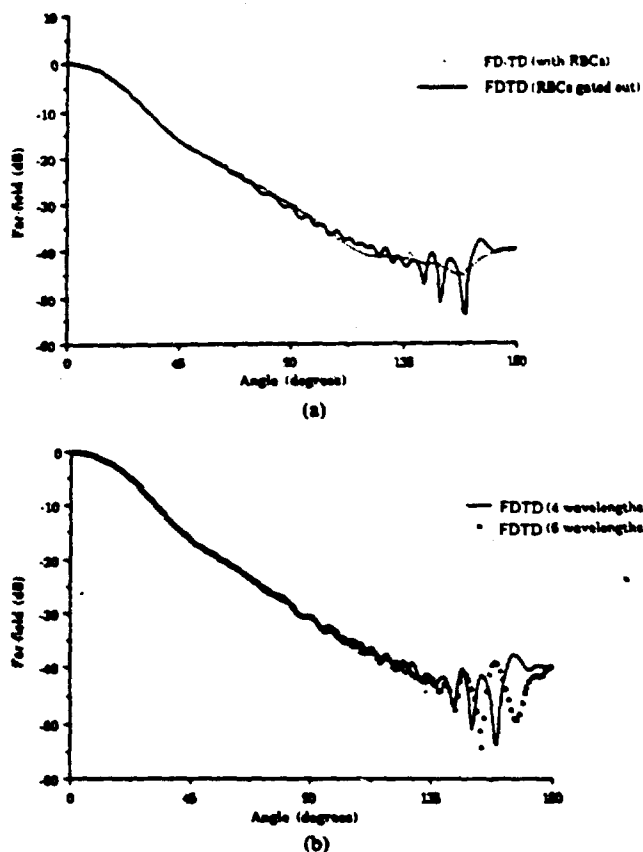 10
0
-10
-20
-30
-40
-50
-60
Far-field (dB)
0 45 90 135 180
Angle (degrees)
FD-TD (with RBCs)
FDTD (RBCs gated out)
(a)
0
-10
-20
-30
-40
-50
-60
Far-field (dB)
0 45 90 135 180
Angle (degrees)
FDTD (4 wavelengths
FDTD (6 wavelengths
(b)